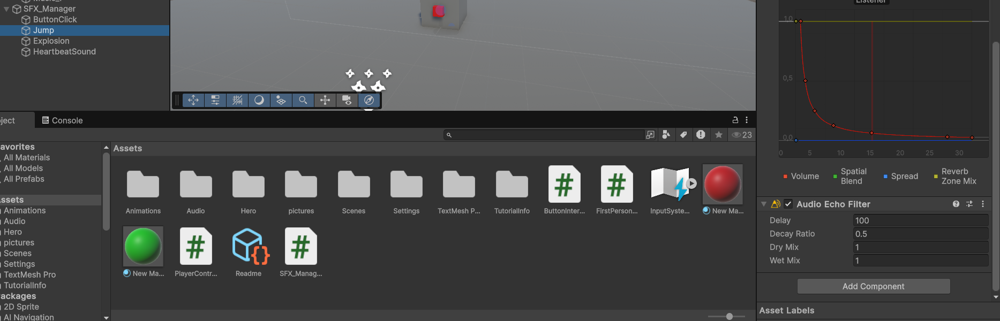 SFX_Manager
ButtonClick
Jump
Explosion
HeartbeatSound
Listener
1,0
0,5
0,0
0 5 10 15 20 25 30
Volume
Spatial Blend
Spread
Reverb Zone Mix
Audio Echo Filter
Delay 100
Decay Ratio 0.5
Dry Mix 1
Wet Mix 1
Add Component
Asset Labels
ject
Console
23
avorites
All Materials
All Models
All Prefabs
ssets
Animations
Audio
Hero
pictures
Scenes
Settings
TextMesh Pro
TutorialInfo
ackages
2D Sprite
AI Navigation
Assets
Animations
Audio
Hero
pictures
Scenes
Settings
TextMesh P...
TutorialInfo
ButtonInter...
FirstPerson...
InputSyste...
New Ma...
New Ma...
PlayerContr...
Readme
SFX_Manag...